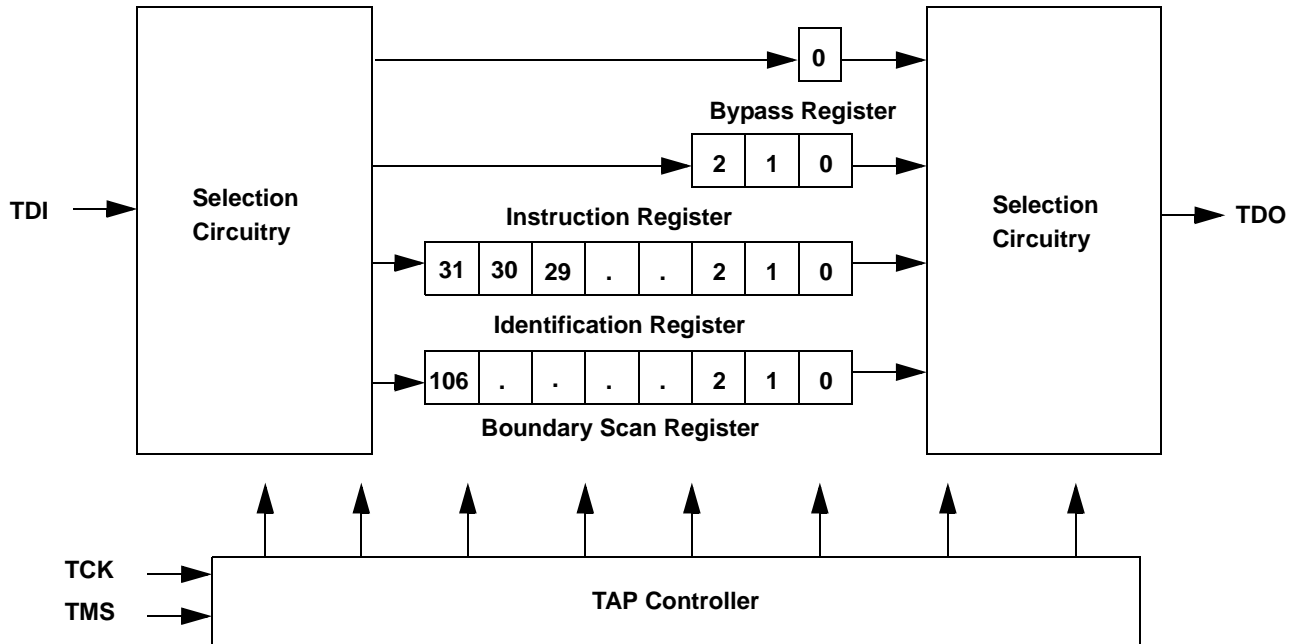 0
Bypass Register
2 1 0
TDI
Selection
Circuitry
Instruction Register
31 30 29 . . 2 1 0
Identification Register
106 . . . . 2 1 0
Boundary Scan Register
Selection
Circuitry
TDO
TCK
TMS
TAP Controller